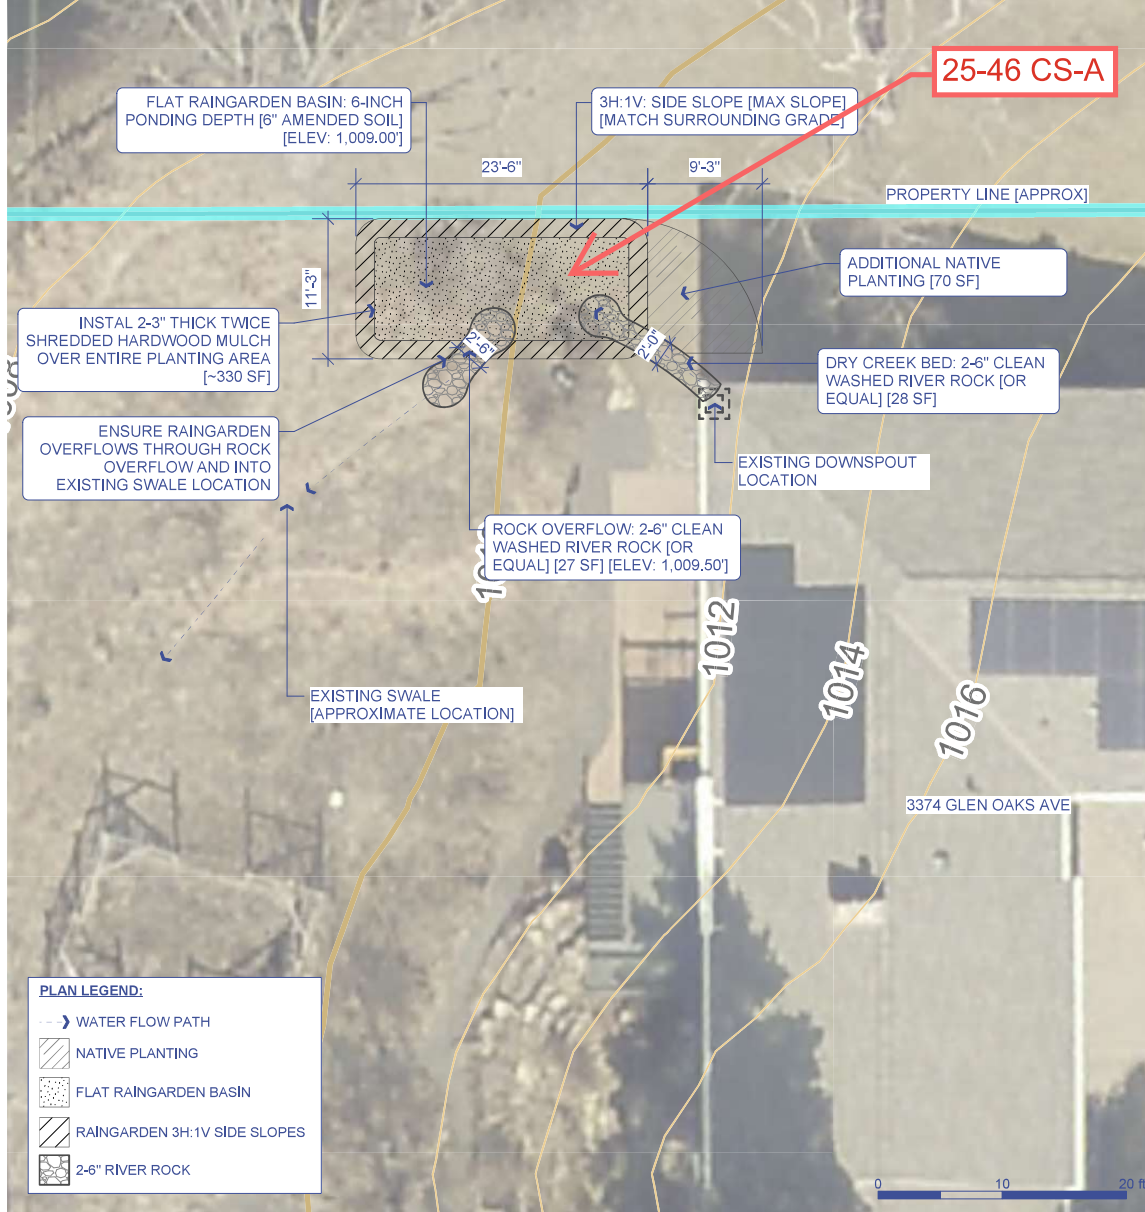 25-46 CS-A
FLAT RAINGARDEN BASIN: 6-INCH
PONDING DEPTH [6" AMENDED SOIL]
[ELEV: 1,009.00']
3H:1V: SIDE SLOPE [MAX SLOPE]
[MATCH SURROUNDING GRADE]
23'-6"
9'-3"
PROPERTY LINE [APPROX]
11'-3"
ADDITIONAL NATIVE
PLANTING [70 SF]
INSTAL 2-3" THICK TWICE
SHREDDED HARDWOOD MULCH
OVER ENTIRE PLANTING AREA
[~330 SF]
2'-6"
2'-0"
DRY CREEK BED: 2-6" CLEAN
WASHED RIVER ROCK [OR
EQUAL] [28 SF]
ENSURE RAINGARDEN
OVERFLOWS THROUGH ROCK
OVERFLOW AND INTO
EXISTING SWALE LOCATION
EXISTING DOWNSPOUT
LOCATION
ROCK OVERFLOW: 2-6" CLEAN
WASHED RIVER ROCK [OR
EQUAL] [27 SF] [ELEV: 1,009.50']
1012
1014
1016
EXISTING SWALE
[APPROXIMATE LOCATION]
3374 GLEN OAKS AVE
PLAN LEGEND:
WATER FLOW PATH
NATIVE PLANTING
FLAT RAINGARDEN BASIN
RAINGARDEN 3H:1V SIDE SLOPES
2-6" RIVER ROCK
0 10 20 ft